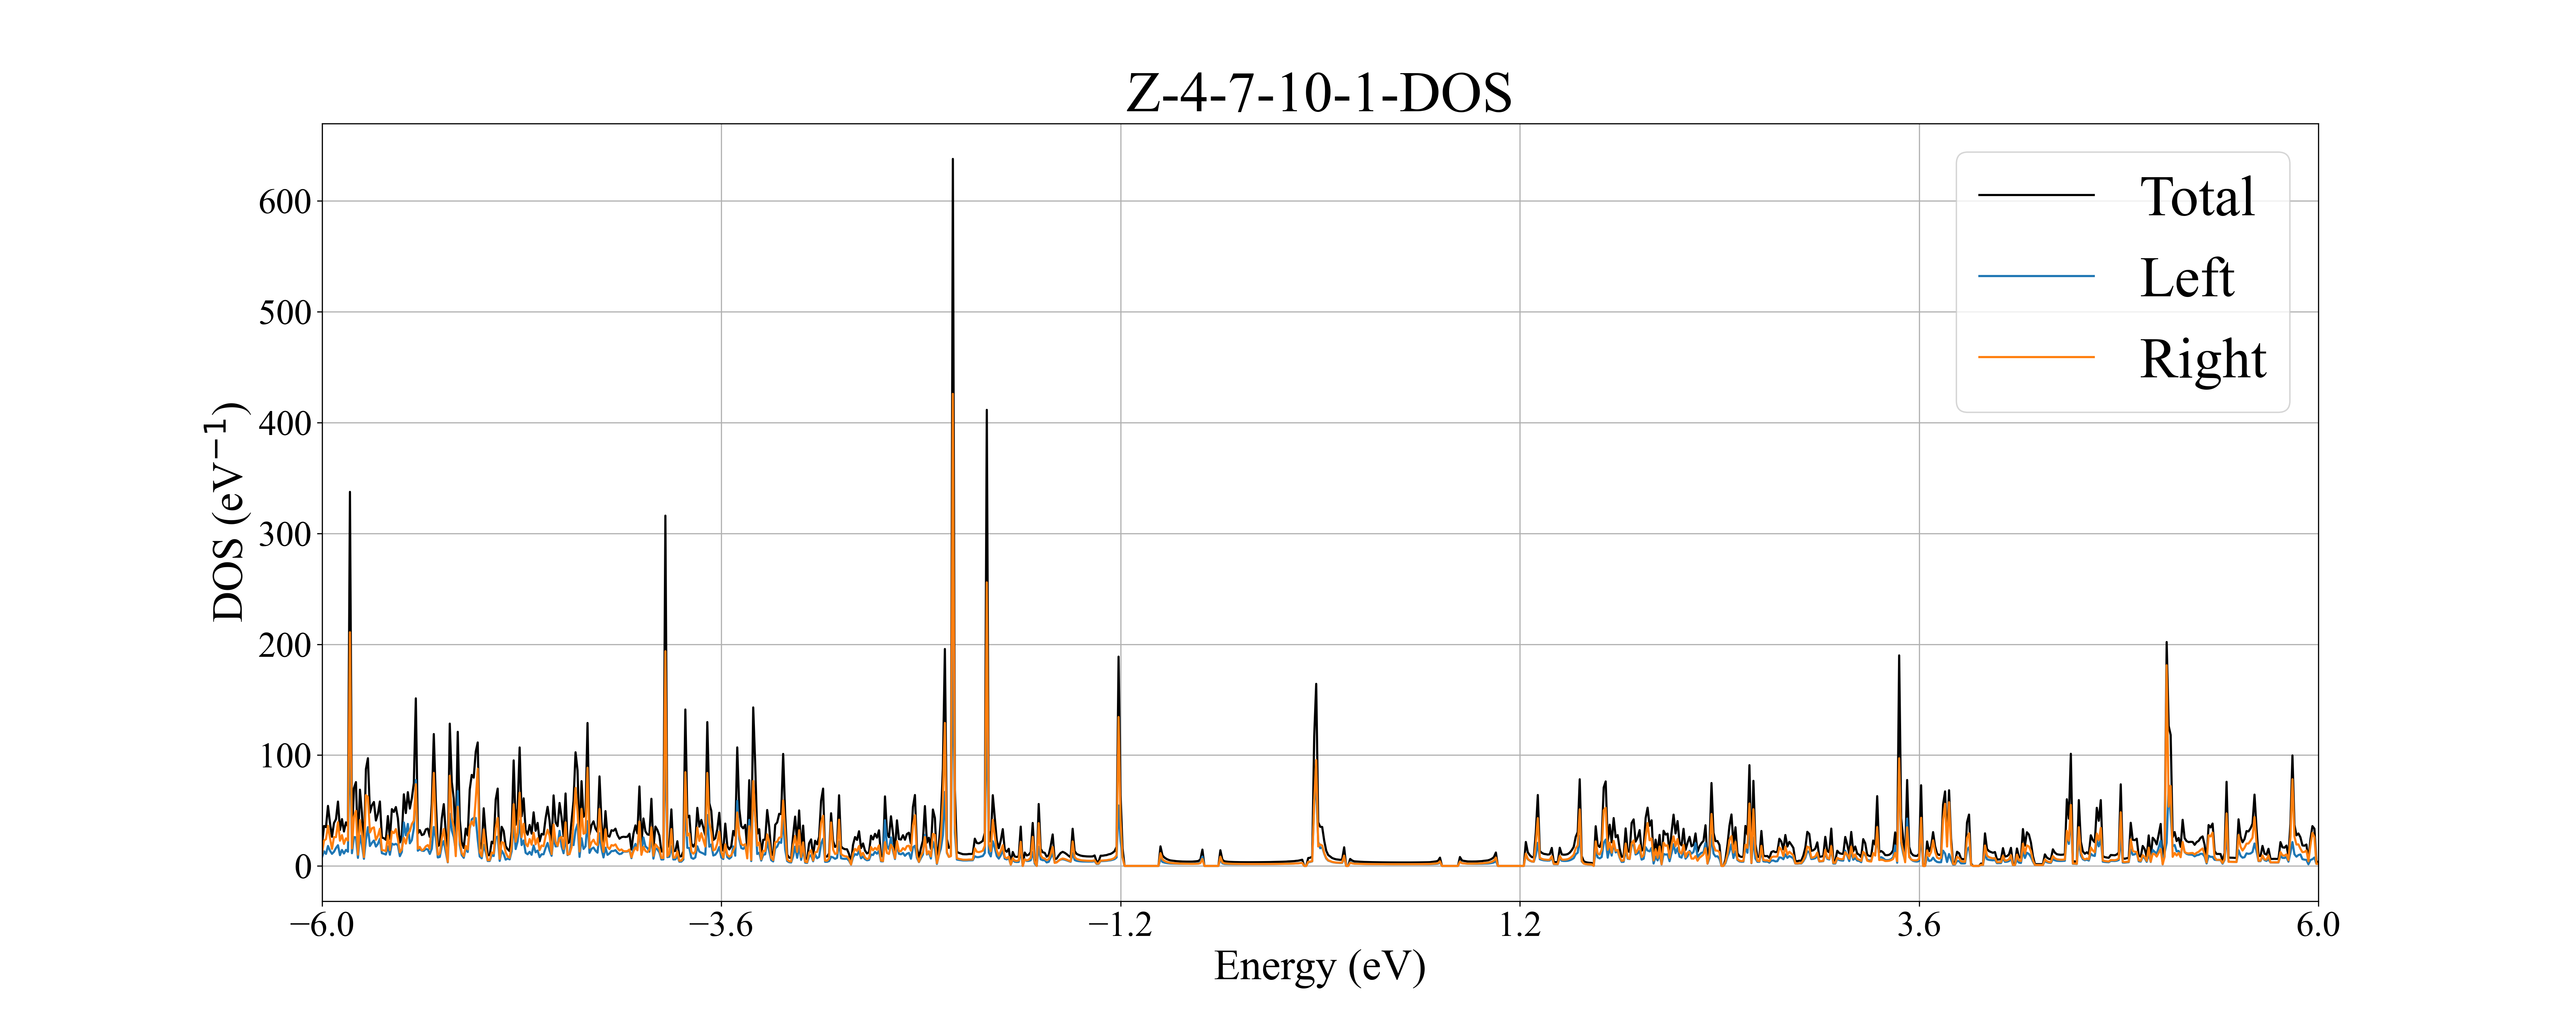 Z-4-7-10-1-DOS
600
500
400
300
200
100
0
DOS (eV⁻¹)
Total
Left
Right
−6.0 −3.6 −1.2 1.2 3.6 6.0
Energy (eV)